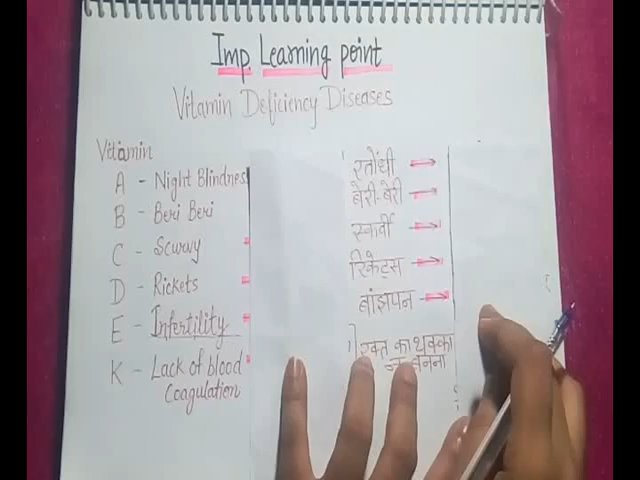 Imp. Learning point
Vitamin Deficiency Diseases
Vitamin
A - Night Blindness
B - Beri Beri
C - Scurvy
D - Rickets
E - Infertility
K - Lack of blood
Coagulation
रतोंधी →
बेरी-बेरी →
स्कार्वी →
रिकेट्स →
बांझपन →
रक्त का थक्का
न बनना